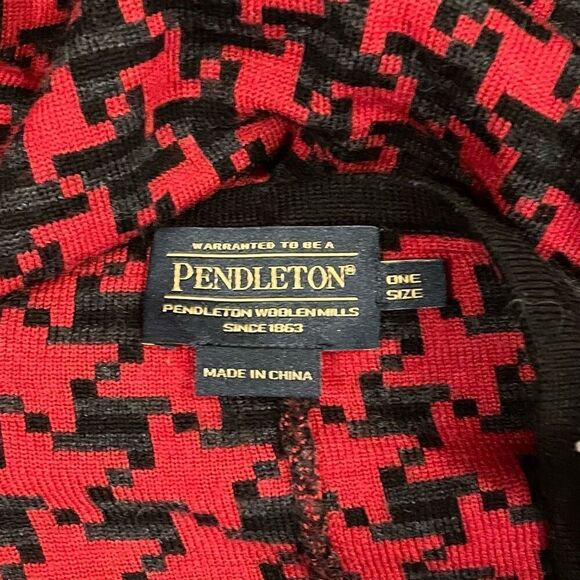 WARRANTED TO BE A
PENDLETON®
PENDLETON WOOLEN MILLS
SINCE 1863
ONE
SIZE
MADE IN CHINA